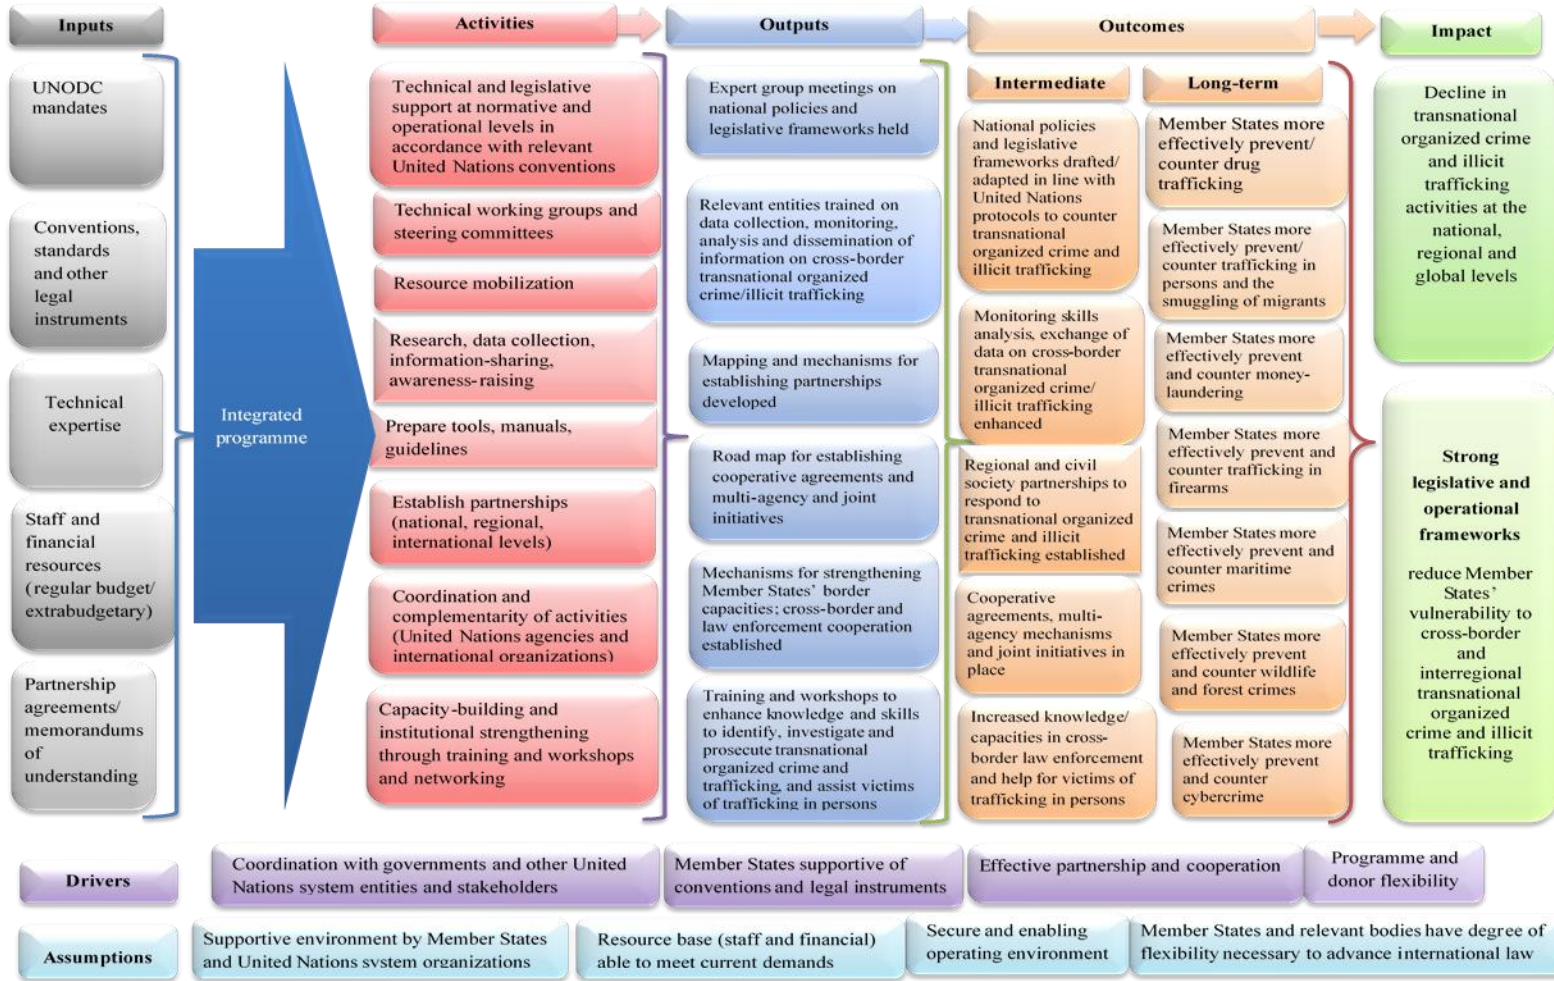 Inputs
Activities
Outputs
Outcomes
Impact
UNODC
mandates
Conventions,
standards
and other
legal
instruments
Technical
expertise
Staff and
financial
resources
(regular budget/
extrabudgetary)
Partnership
agreements/
memorandums
of
understanding
Integrated
programme
Technical and legislative
support at normative and
operational levels in
accordance with relevant
United Nations conventions
Technical working groups and
steering committees
Resource mobilization
Research, data collection,
information-sharing,
awareness-raising
Prepare tools, manuals,
guidelines
Establish partnerships
(national, regional,
international levels)
Coordination and
complementarity of activities
(United Nations agencies and
international organizations)
Capacity-building and
institutional strengthening
through training and workshops
and networking
Expert group meetings on
national policies and
legislative frameworks held
Relevant entities trained on
data collection, monitoring,
analysis and dissemination of
information on cross-border
transnational organized
crime/illicit trafficking
Mapping and mechanisms for
establishing partnerships
developed
Road map for establishing
cooperative agreements and
multi-agency and joint
initiatives
Mechanisms for strengthening
Member States' border
capacities; cross-border and
law enforcement cooperation
established
Training and workshops to
enhance knowledge and skills
to identify, investigate and
prosecute transnational
organized crime and
trafficking, and assist victims
of trafficking in persons
Intermediate
National policies
and legislative
frameworks drafted/
adapted in line with
United Nations
protocols to counter
transnational
organized crime and
illicit trafficking
Monitoring skills
analysis, exchange of
data on cross-border
transnational
organized crime/
illicit trafficking
enhanced
Regional and civil
society partnerships to
respond to
transnational organized
crime and illicit
trafficking established
Cooperative
agreements, multi-
agency mechanisms
and joint initiatives in
place
Increased knowledge/
capacities in cross-
border law enforcement
and help for victims of
trafficking in persons
Long-term
Member States more
effectively prevent/
counter drug
trafficking
Member States more
effectively prevent/
counter trafficking in
persons and the
smuggling of migrants
Member States more
effectively prevent
and counter money-
laundering
Member States more
effectively prevent and
counter trafficking in
firearms
Member States more
effectively prevent and
counter maritime
crimes
Member States more
effectively prevent
and counter wildlife
and forest crimes
Member States more
effectively prevent
and counter
cybercrime
Decline in
transnational
organized crime
and illicit
trafficking
activities at the
national,
regional and
global levels
Strong
legislative and
operational
frameworks
reduce Member
States'
vulnerability to
cross-border
and
interregional
transnational
organized
crime and illicit
trafficking
Drivers
Coordination with governments and other United
Nations system entities and stakeholders
Member States supportive of
conventions and legal instruments
Effective partnership and cooperation
Programme and
donor flexibility
Assumptions
Supportive environment by Member States
and United Nations system organizations
Resource base (staff and financial)
able to meet current demands
Secure and enabling
operating environment
Member States and relevant bodies have degree of
flexibility necessary to advance international law